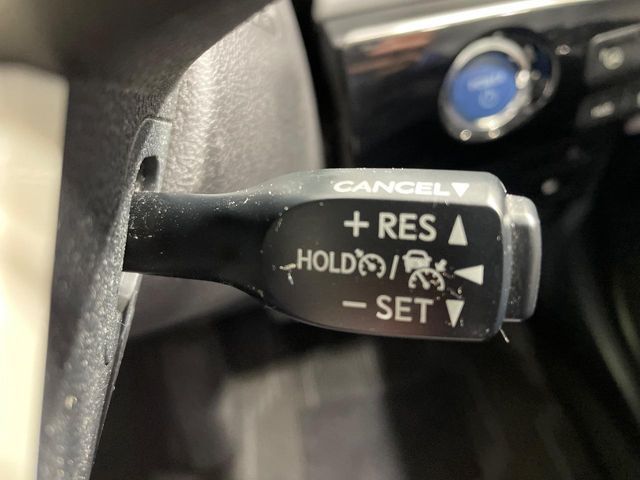 CANCEL▼
+ RES ▲
HOLD / ◀
− SET ▼